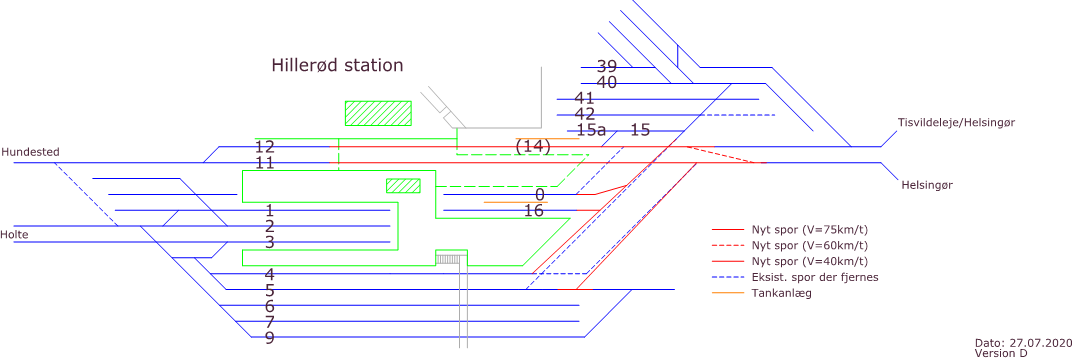 Hillerød station
39
40
41
42
15a 15
Tisvildeleje/Helsingør
12
(14)
Hundested
11
Helsingør
0
1
16
2
Holte
3
Nyt spor (V=75km/t)
Nyt spor (V=60km/t)
Nyt spor (V=40km/t)
Eksist. spor der fjernes
Tankanlæg
4
5
6
7
9
Dato: 27.07.2020
Version D